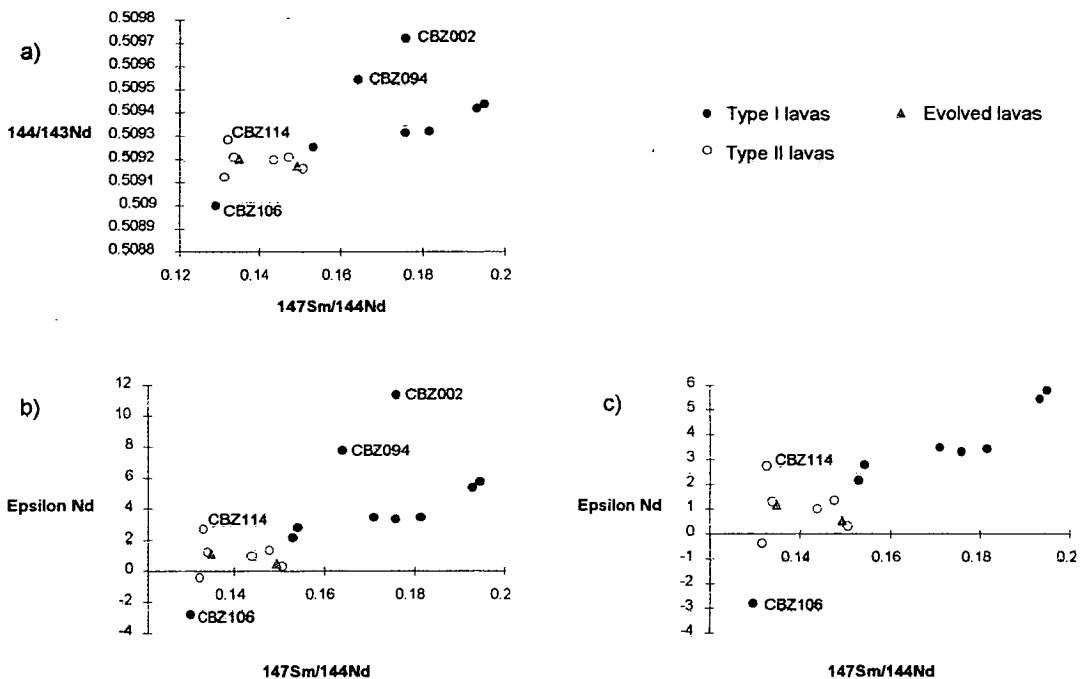 a)
0.5098
0.5097
0.5096
0.5095
0.5094
0.5093
0.5092
0.5091
0.509
0.5089
0.5088
144/143Nd
CBZ002
CBZ094
CBZ114
CBZ106
0.12
0.14
0.16
0.18
0.2
147Sm/144Nd
Type I lavas
Evolved lavas
Type II lavas
b)
12
10
8
6
4
2
0
-2
-4
Epsilon Nd
CBZ002
CBZ094
CBZ114
CBZ106
0.14
0.16
0.18
0.2
147Sm/144Nd
c)
6
5
4
3
2
1
0
-1
-2
-3
-4
Epsilon Nd
CBZ114
CBZ106
0.14
0.16
0.18
0.2
147Sm/144Nd